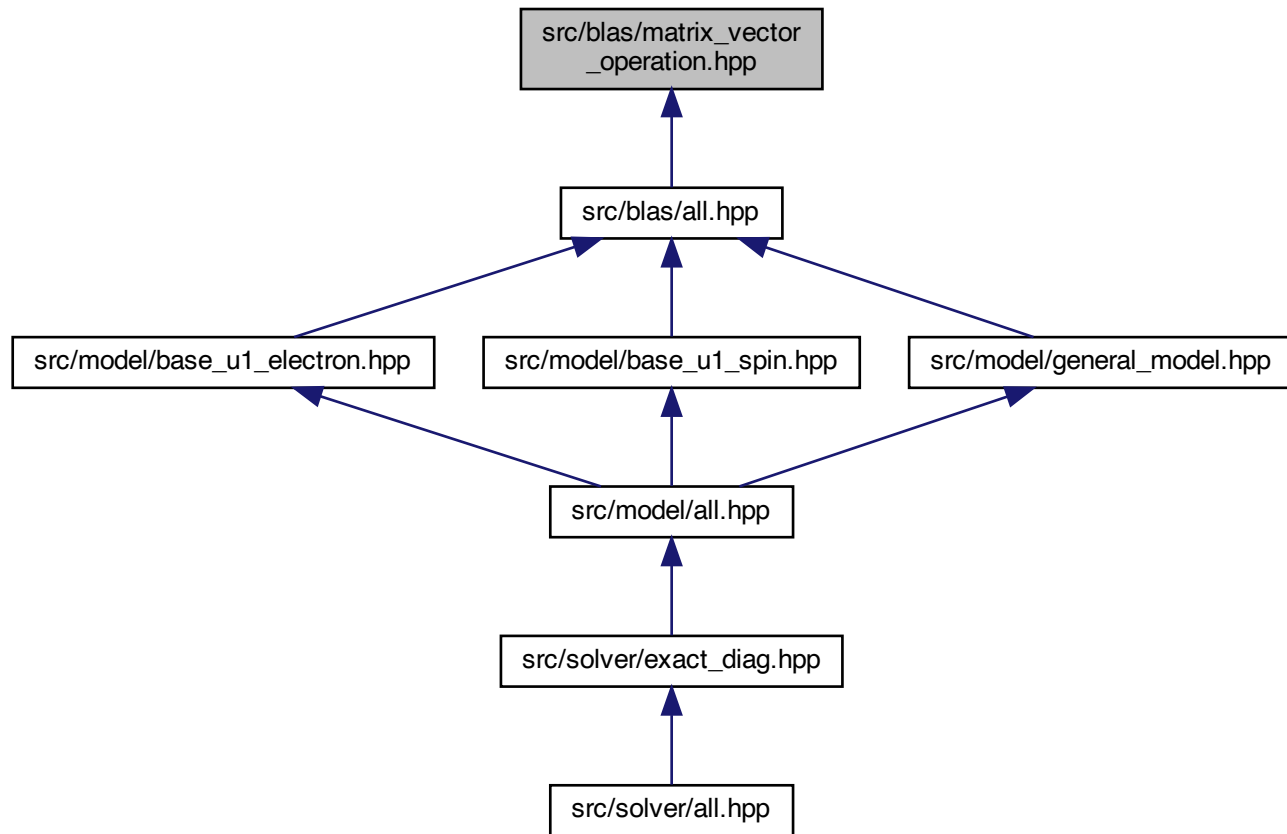 src/blas/matrix_vector
_operation.hpp
src/blas/all.hpp
src/model/base_u1_electron.hpp
src/model/base_u1_spin.hpp
src/model/general_model.hpp
src/model/all.hpp
src/solver/exact_diag.hpp
src/solver/all.hpp